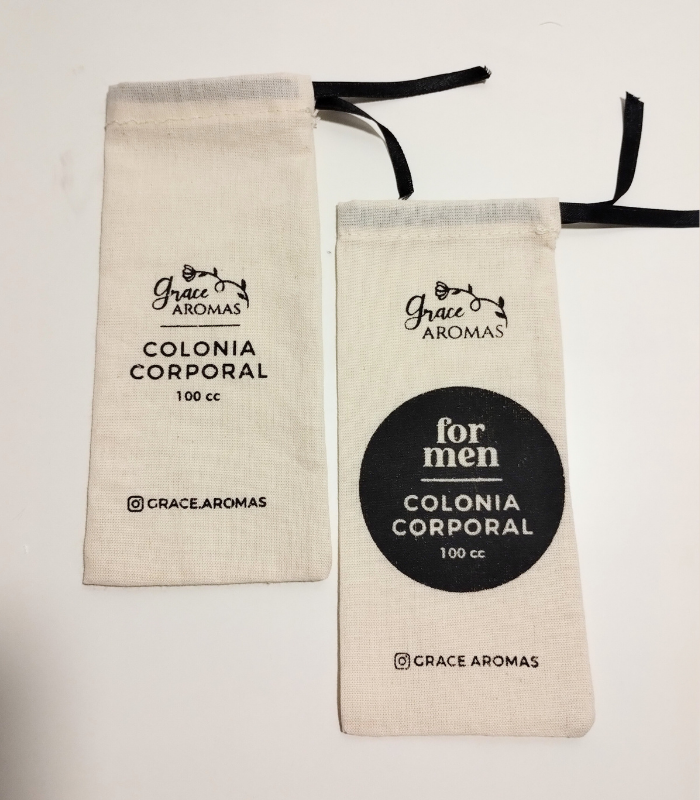 grace
AROMAS
COLONIA
CORPORAL
100 cc
GRACE.AROMAS
grace
AROMAS
for
men
COLONIA
CORPORAL
100 cc
GRACE AROMAS